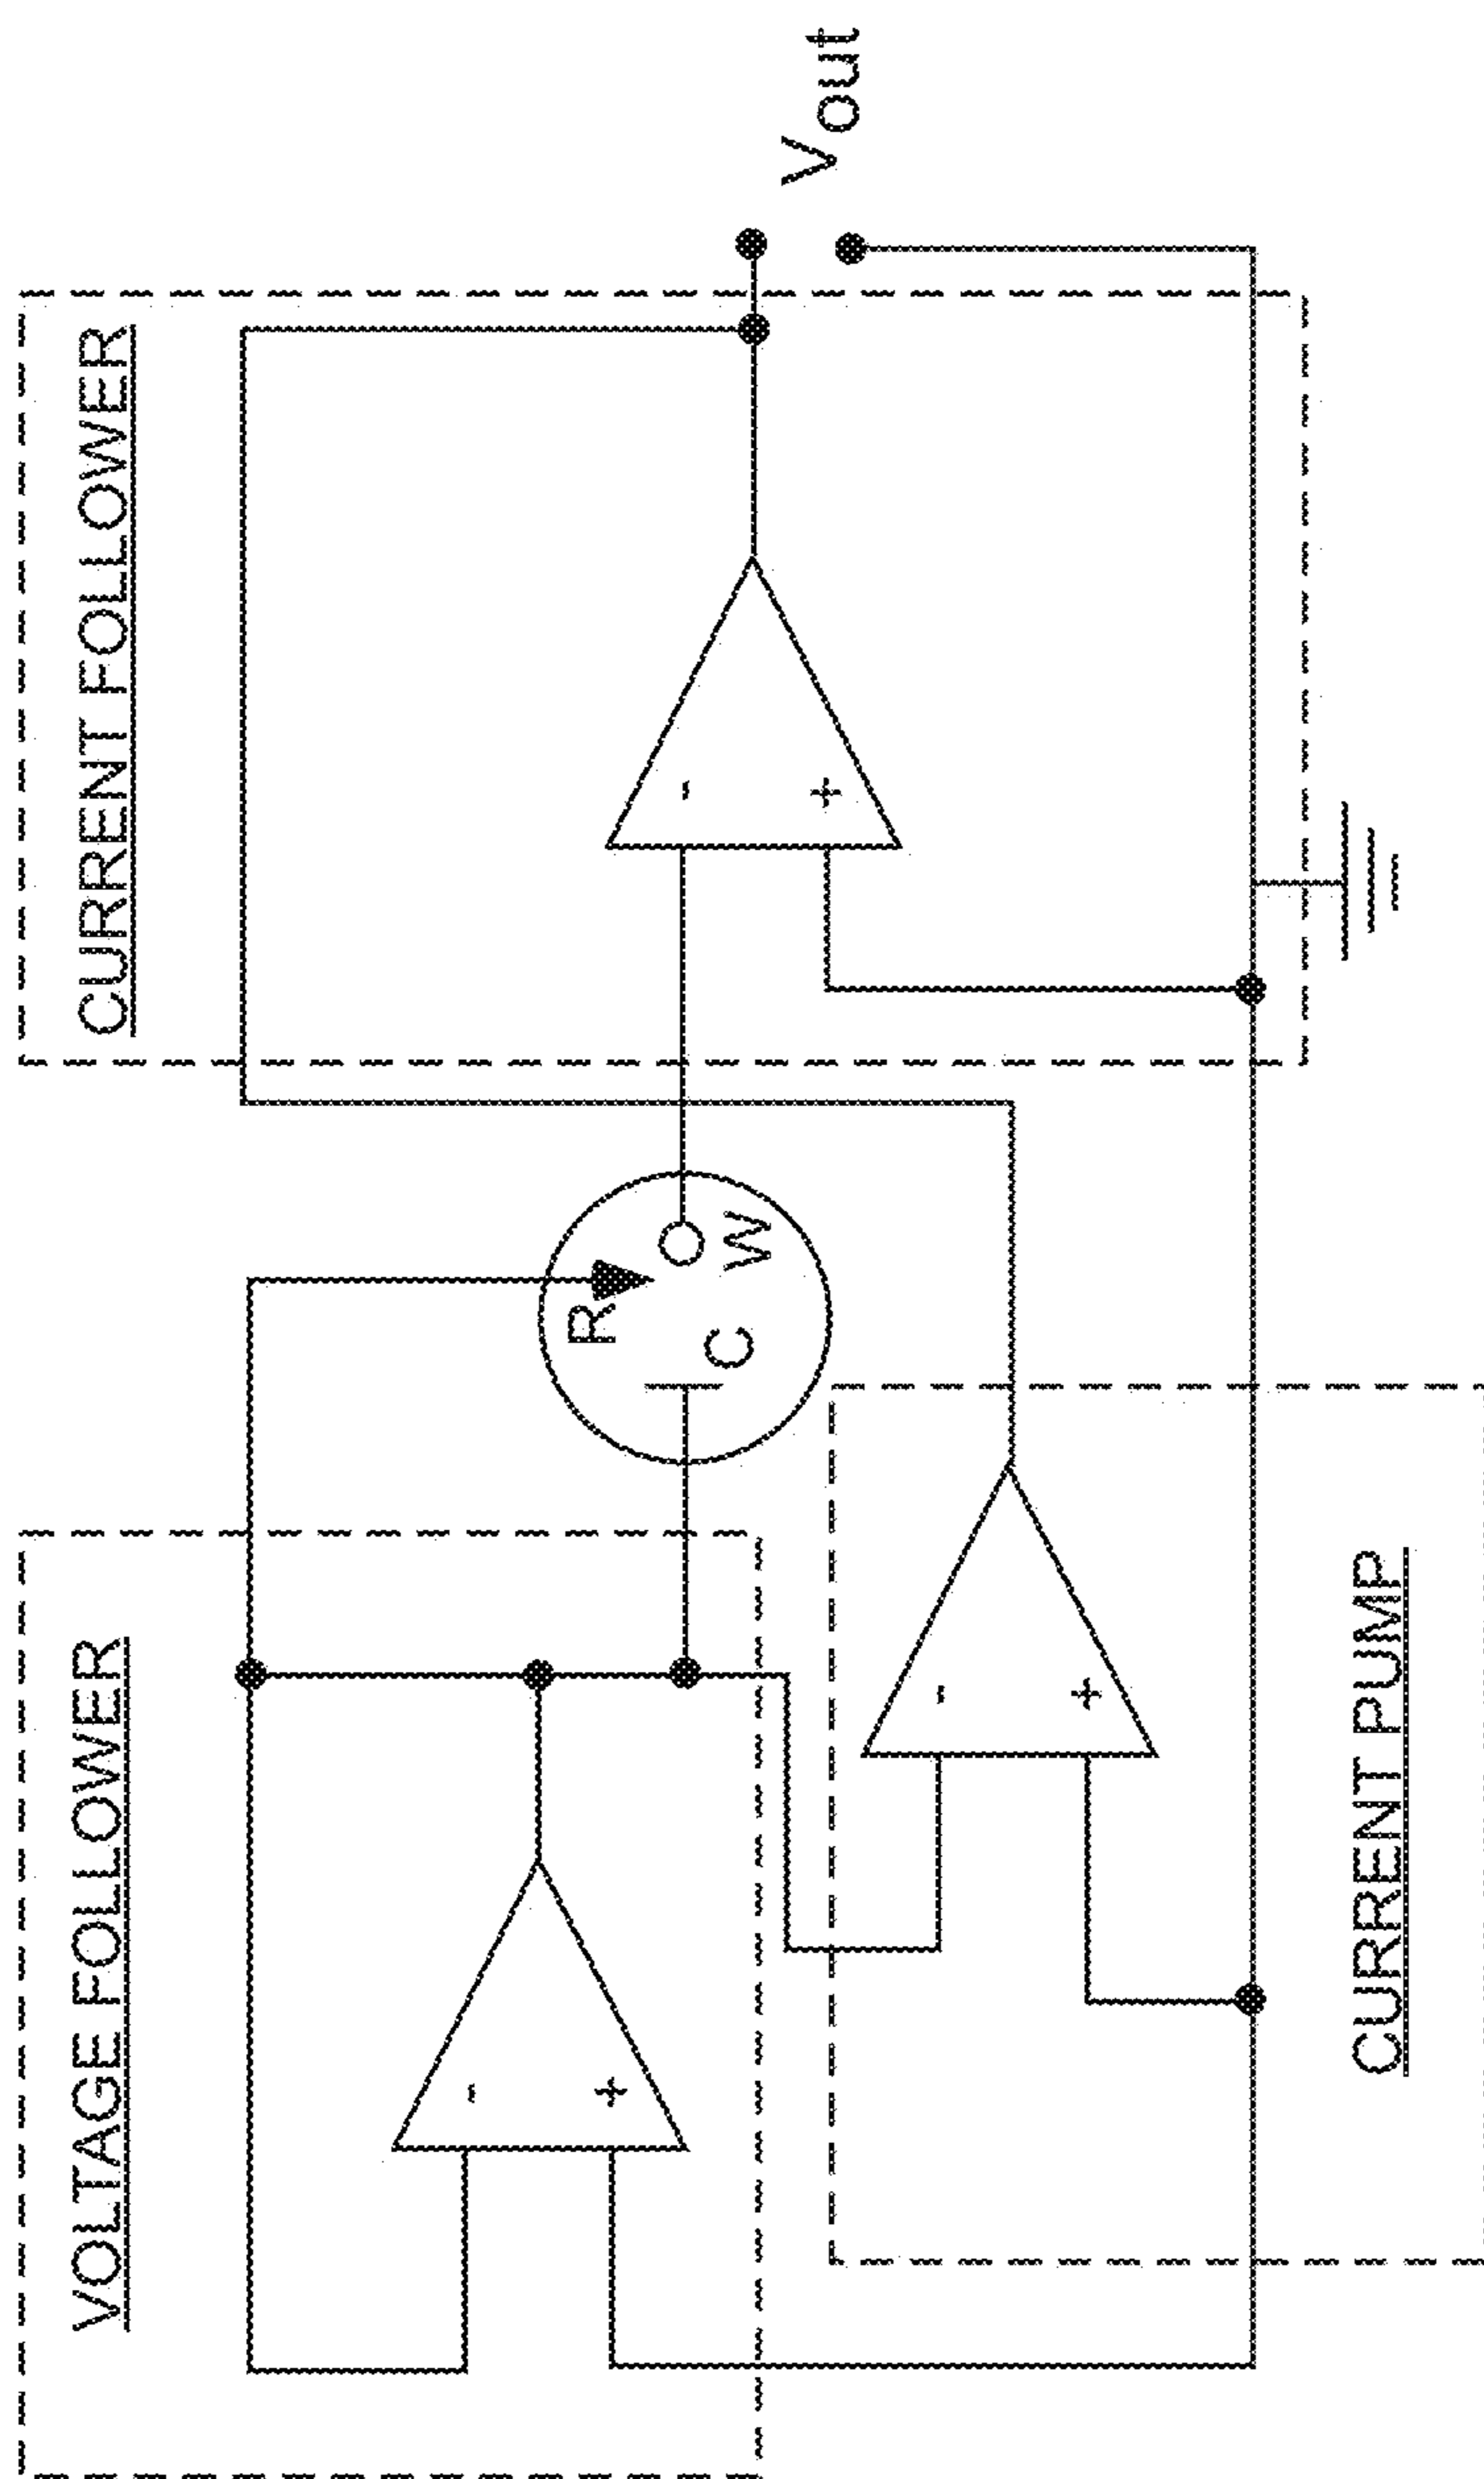 VOLTAGE FOLLOWER
CURRENT FOLLOWER
- +
R
C W
- +
Vout
- +
CURRENT PUMP